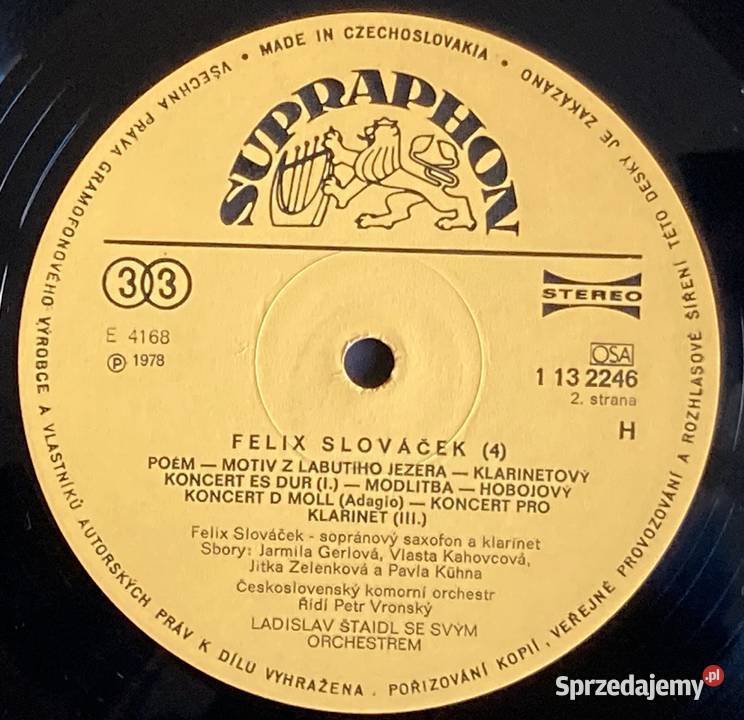 VŠECHNA PRÁVA GRAMOFONOVÉHO VÝROBCE A VLASTNÍKŮ AUTORSKÝCH PRÁV K DÍLU VYHRAŽENA . POŘIZOVÁNÍ KOPIÍ, VEŘEJNÉ PROVOZOVÁNÍ A ROZHLASOVÉ ŠÍŘENÍ TÉTO DESKY JE ZAKÁZÁNO • MADE IN CZECHOSLOVAKIA •
SUPRAPHON
33
STEREO
E 4168
℗ 1978
OSA
1 13 2246
2. strana
H
FELIX SLOVÁČEK (4)
POÉM — MOTIV Z LABUTÍHO JEZERA — KLARINETOVÝ
KONCERT ES DUR (I.) — MODLITBA — HOBOJOVÝ
KONCERT D MOLL (Adagio) — KONCERT PRO
KLARINET (III.)
Felix Slováček - sopránový saxofon a klarinet
Sbory: Jarmila Gerlová, Vlasta Kahovcová,
Jitka Zelenková a Pavla Kühna
Československý komorní orchestr
Řídí Petr Vronský
LADISLAV ŠTAIDL SE SVÝM
ORCHESTREM
Sprzedajemy.pl